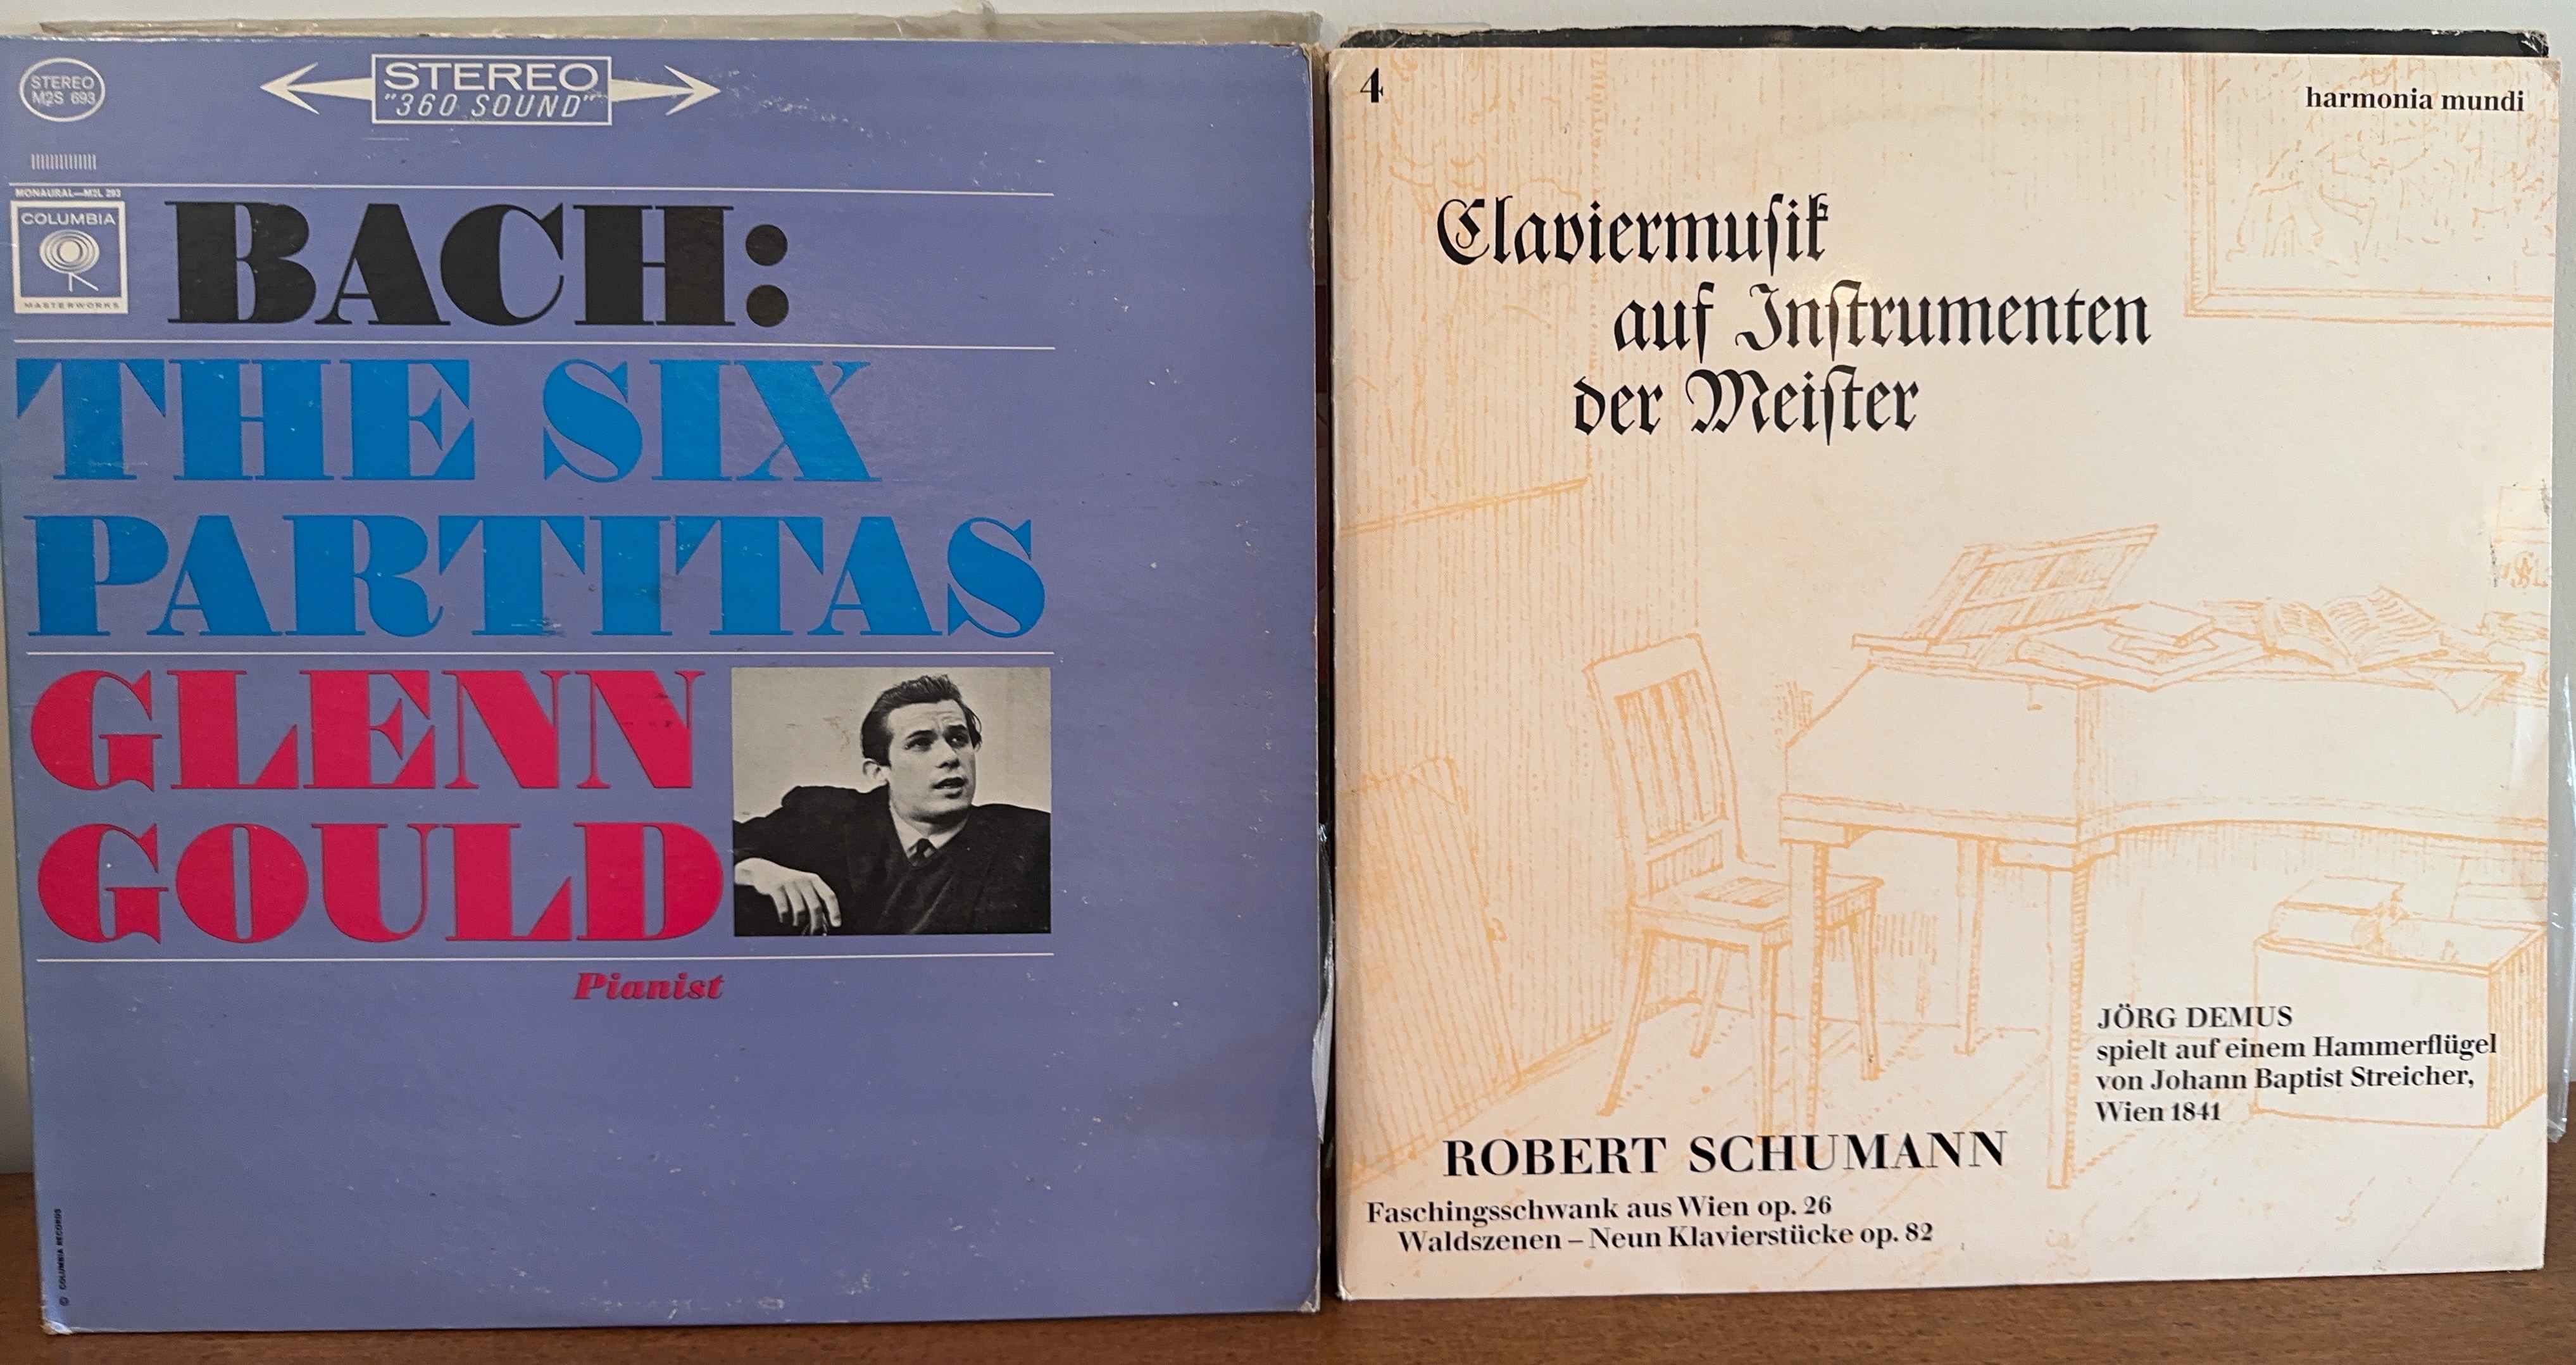 STEREO
M2S 693
STEREO
"360 SOUND"
MONAURAL—M2L 293
COLUMBIA
MASTERWORKS
BACH:
THE SIX
PARTITAS
GLENN
GOULD
Pianist
© COLUMBIA RECORDS
4
harmonia mundi
Claviermuſik
auf Inſtrumenten
der Meiſter
JÖRG DEMUS
spielt auf einem Hammerflügel
von Johann Baptist Streicher,
Wien 1841
ROBERT SCHUMANN
Faschingsschwank aus Wien op. 26
Waldszenen – Neun Klavierstücke op. 82